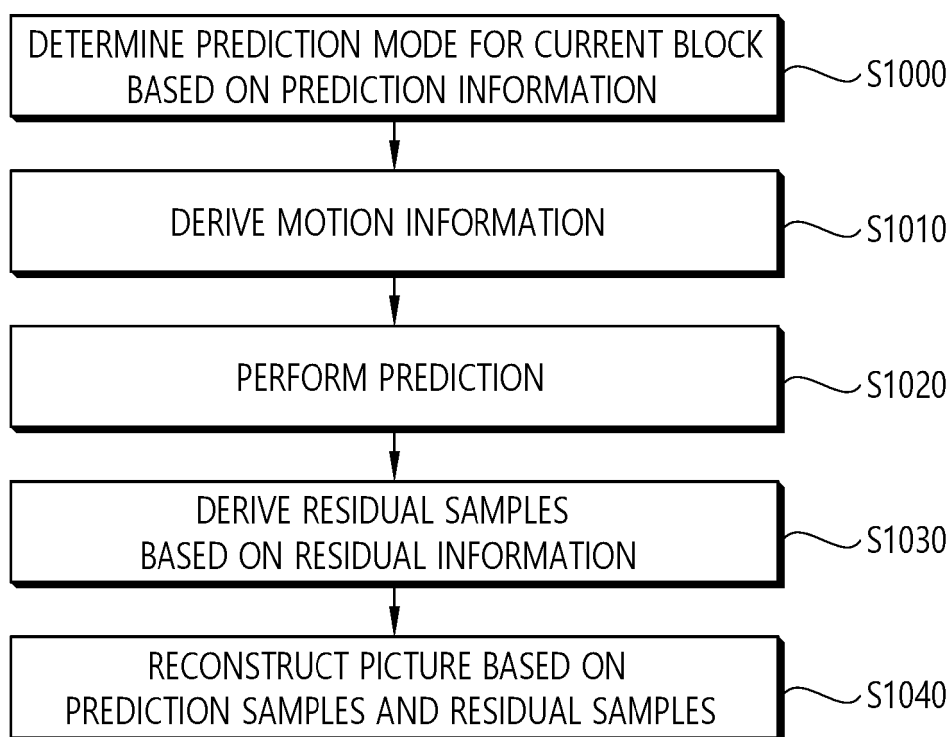 DETERMINE PREDICTION MODE FOR CURRENT BLOCK
BASED ON PREDICTION INFORMATION
S1000
DERIVE MOTION INFORMATION
S1010
PERFORM PREDICTION
S1020
DERIVE RESIDUAL SAMPLES
BASED ON RESIDUAL INFORMATION
S1030
RECONSTRUCT PICTURE BASED ON
PREDICTION SAMPLES AND RESIDUAL SAMPLES
S1040